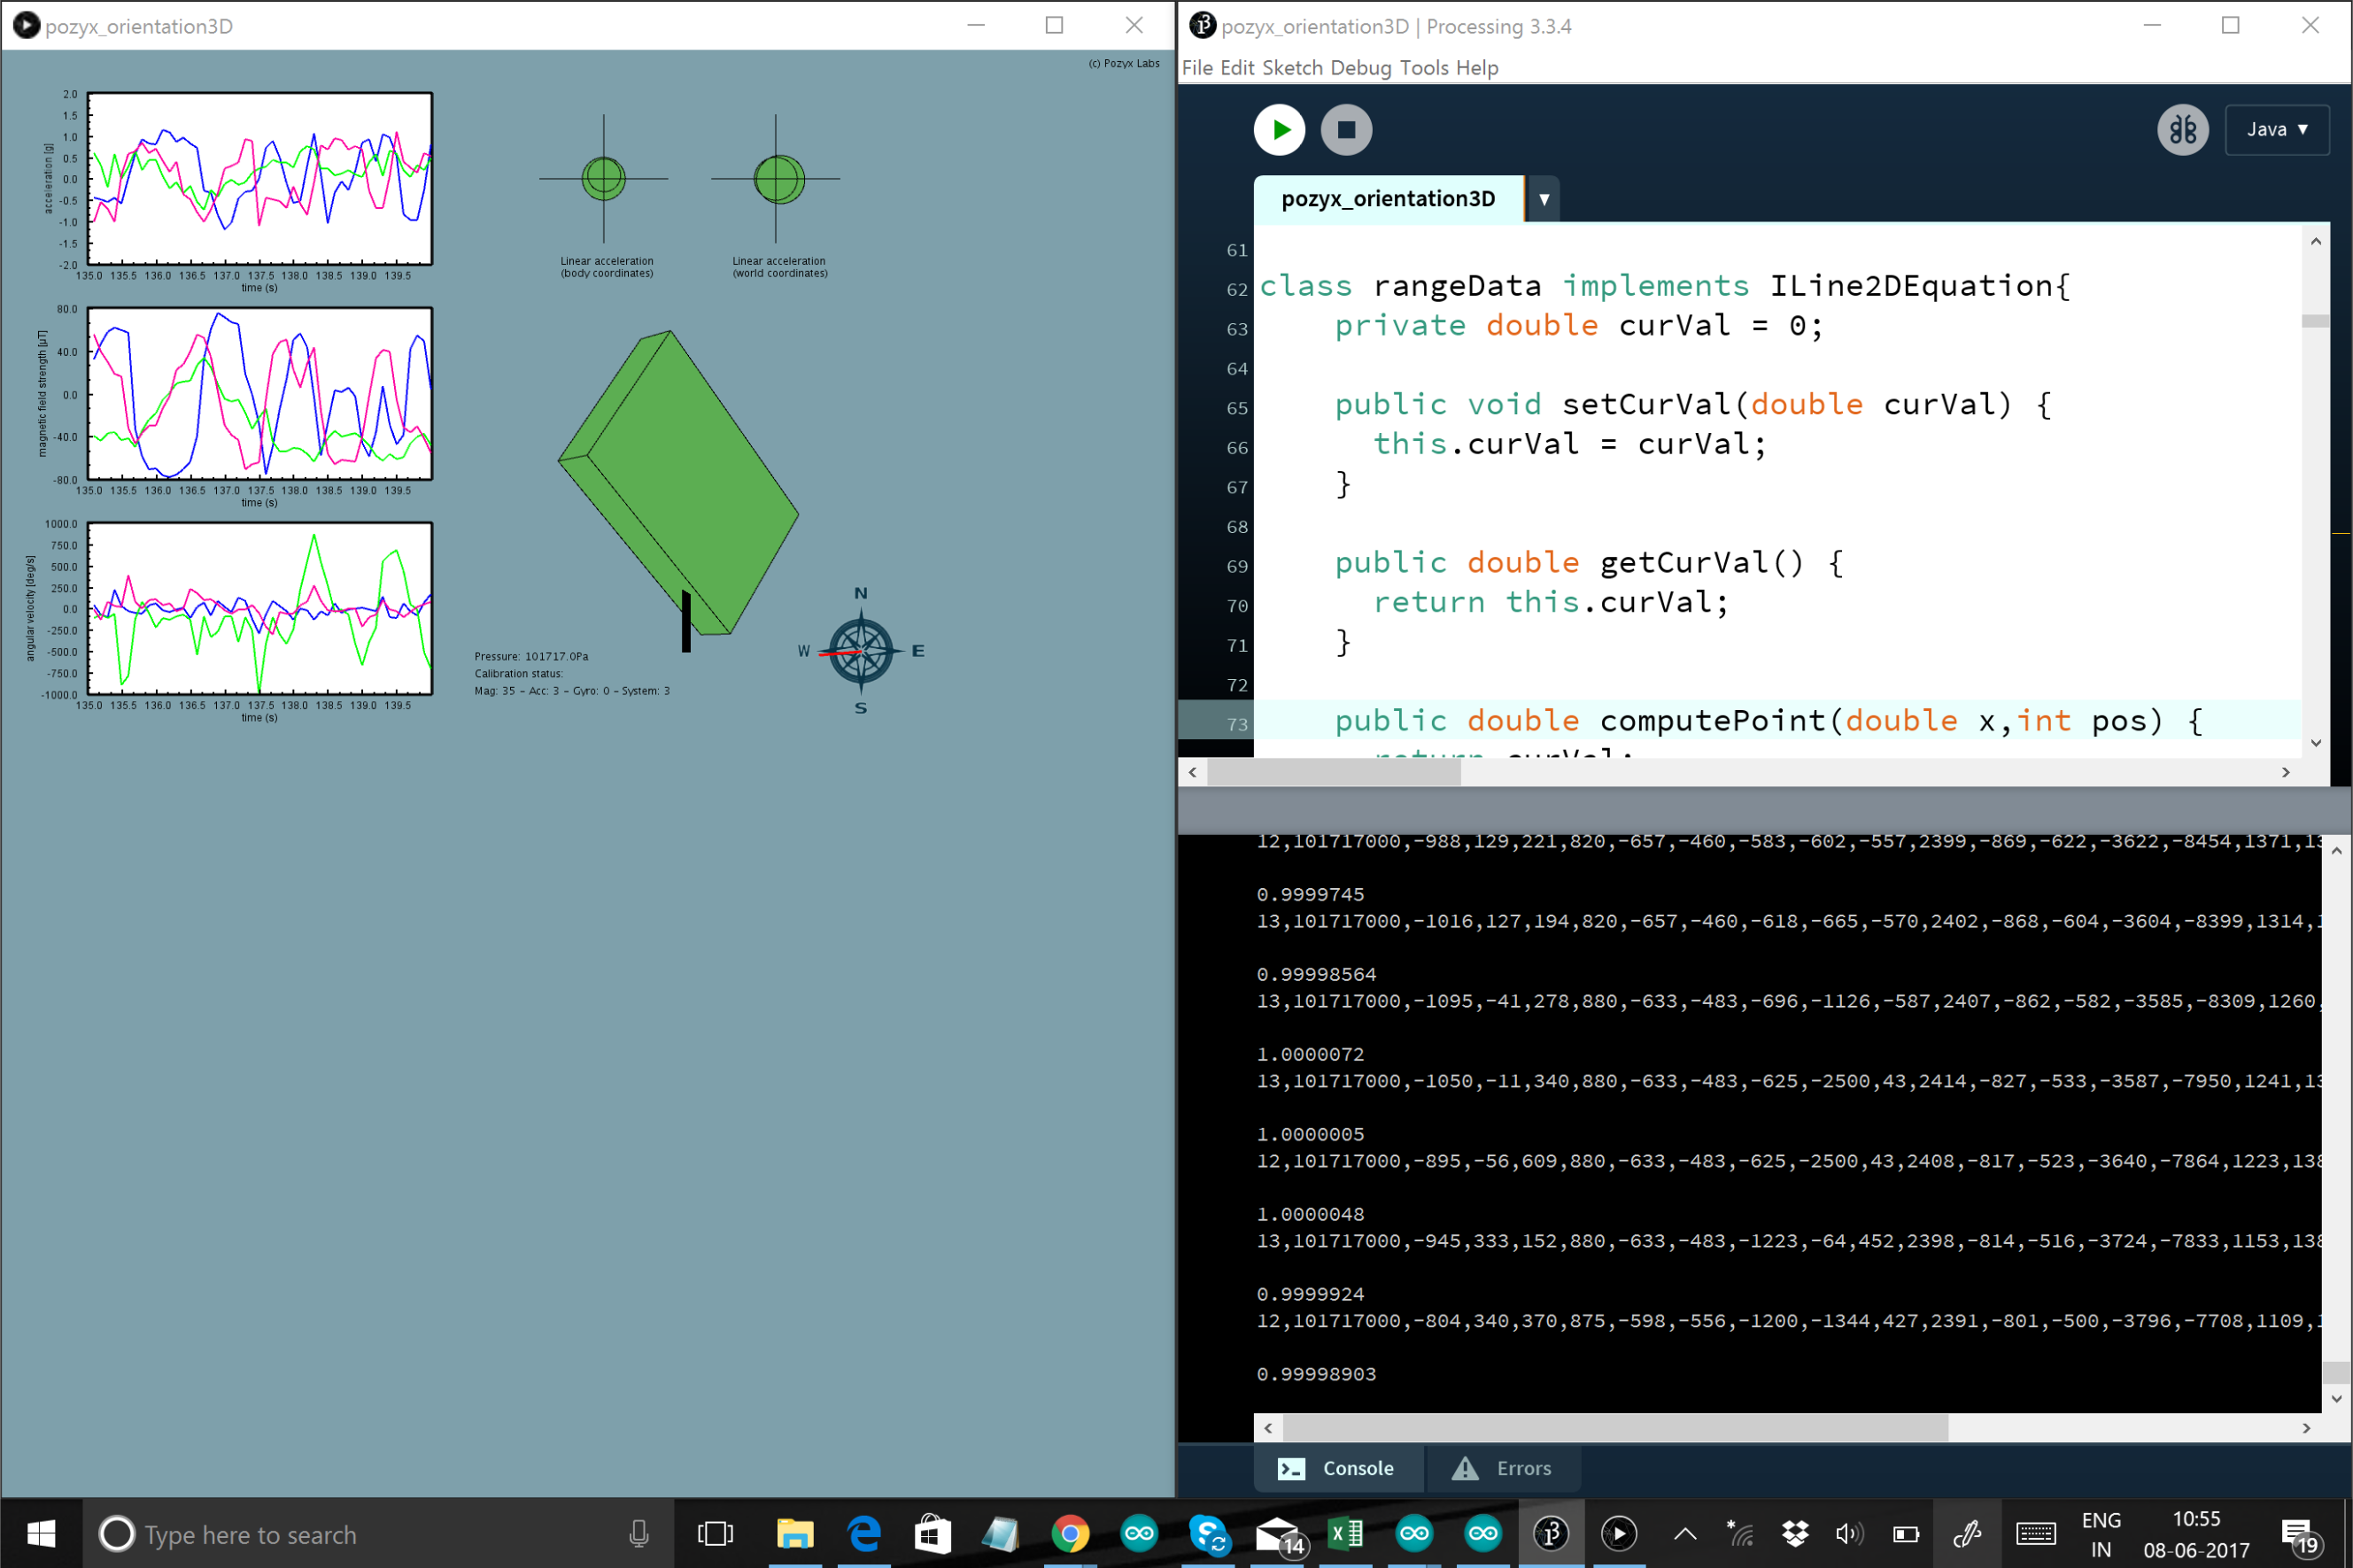 pozyx_orientation3D
(c) Pozyx Labs
2.0
1.5
1.0
0.5
0.0
-0.5
-1.0
-1.5
-2.0
acceleration [g]
135.0 135.5 136.0 136.5 137.0 137.5 138.0 138.5 139.0 139.5
time (s)
Linear acceleration
(body coordinates)
Linear acceleration
(world coordinates)
80.0
40.0
0.0
-40.0
-80.0
magnetic field strength [µT]
135.0 135.5 136.0 136.5 137.0 137.5 138.0 138.5 139.0 139.5
time (s)
1000.0
750.0
500.0
250.0
0.0
-250.0
-500.0
-750.0
-1000.0
angular velocity [deg/s]
135.0 135.5 136.0 136.5 137.0 137.5 138.0 138.5 139.0 139.5
time (s)
Pressure: 101717.0Pa
Calibration status:
Mag: 35 - Acc: 3 - Gyro: 0 - System: 3
N
W E
S
pozyx_orientation3D | Processing 3.3.4
File Edit Sketch Debug Tools Help
Java
pozyx_orientation3D
61
62 class rangeData implements ILine2DEquation{
63 private double curVal = 0;
64
65 public void setCurVal(double curVal) {
66 this.curVal = curVal;
67 }
68
69 public double getCurVal() {
70 return this.curVal;
71 }
72
73 public double computePoint(double x,int pos) {
return curVal;
12,101717000,-988,129,221,820,-657,-460,-583,-602,-557,2399,-869,-622,-3622,-8454,1371,13
0.9999745
13,101717000,-1016,127,194,820,-657,-460,-618,-665,-570,2402,-868,-604,-3604,-8399,1314,1
0.99998564
13,101717000,-1095,-41,278,880,-633,-483,-696,-1126,-587,2407,-862,-582,-3585,-8309,1260,
1.0000072
13,101717000,-1050,-11,340,880,-633,-483,-625,-2500,43,2414,-827,-533,-3587,-7950,1241,13
1.0000005
12,101717000,-895,-56,609,880,-633,-483,-625,-2500,43,2408,-817,-523,-3640,-7864,1223,138
1.0000048
13,101717000,-945,333,152,880,-633,-483,-1223,-64,452,2398,-814,-516,-3724,-7833,1153,138
0.9999924
12,101717000,-804,340,370,875,-598,-556,-1200,-1344,427,2391,-801,-500,-3796,-7708,1109,1
0.99998903
Console
Errors
Type here to search
14
ENG
IN
10:55
08-06-2017
19